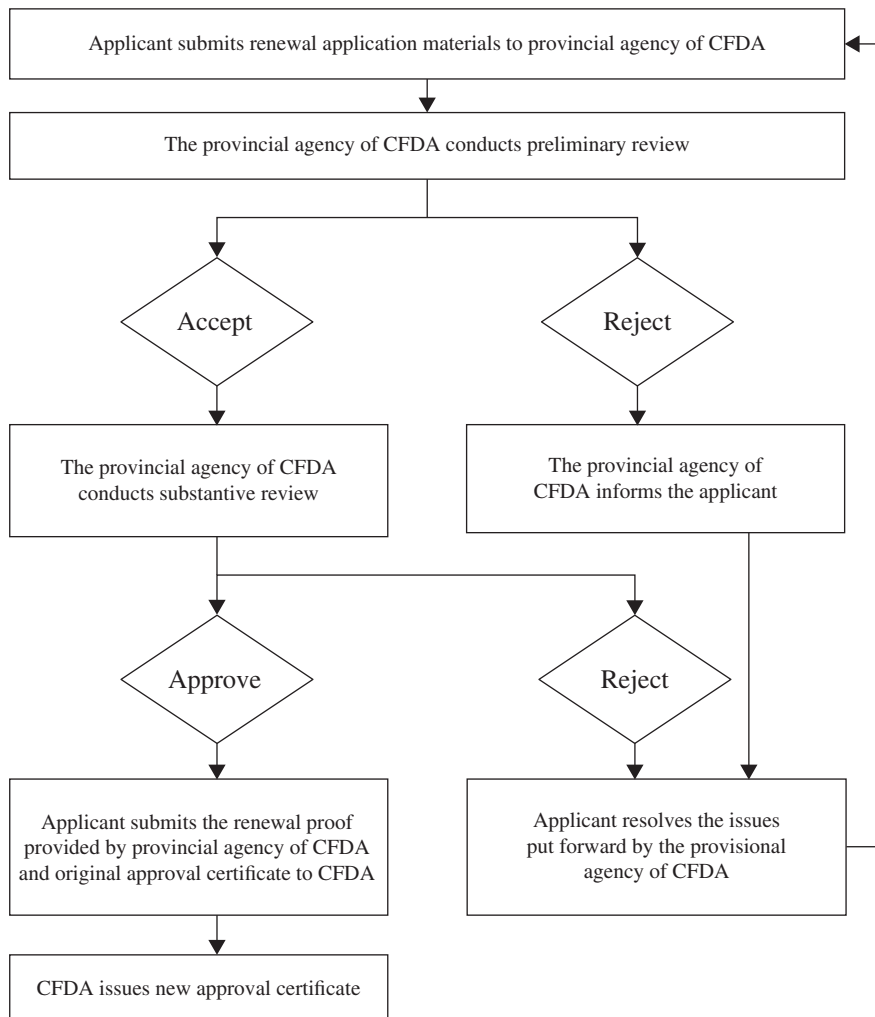 Applicant submits renewal application materials to provincial agency of CFDA
The provincial agency of CFDA conducts preliminary review
Accept
Reject
The provincial agency of CFDA
conducts substantive review
The provincial agency of
CFDA informs the applicant
Approve
Reject
Applicant submits the renewal proof
provided by provincial agency of CFDA
and original approval certificate to CFDA
Applicant resolves the issues
put forward by the provisional
agency of CFDA
CFDA issues new approval certificate